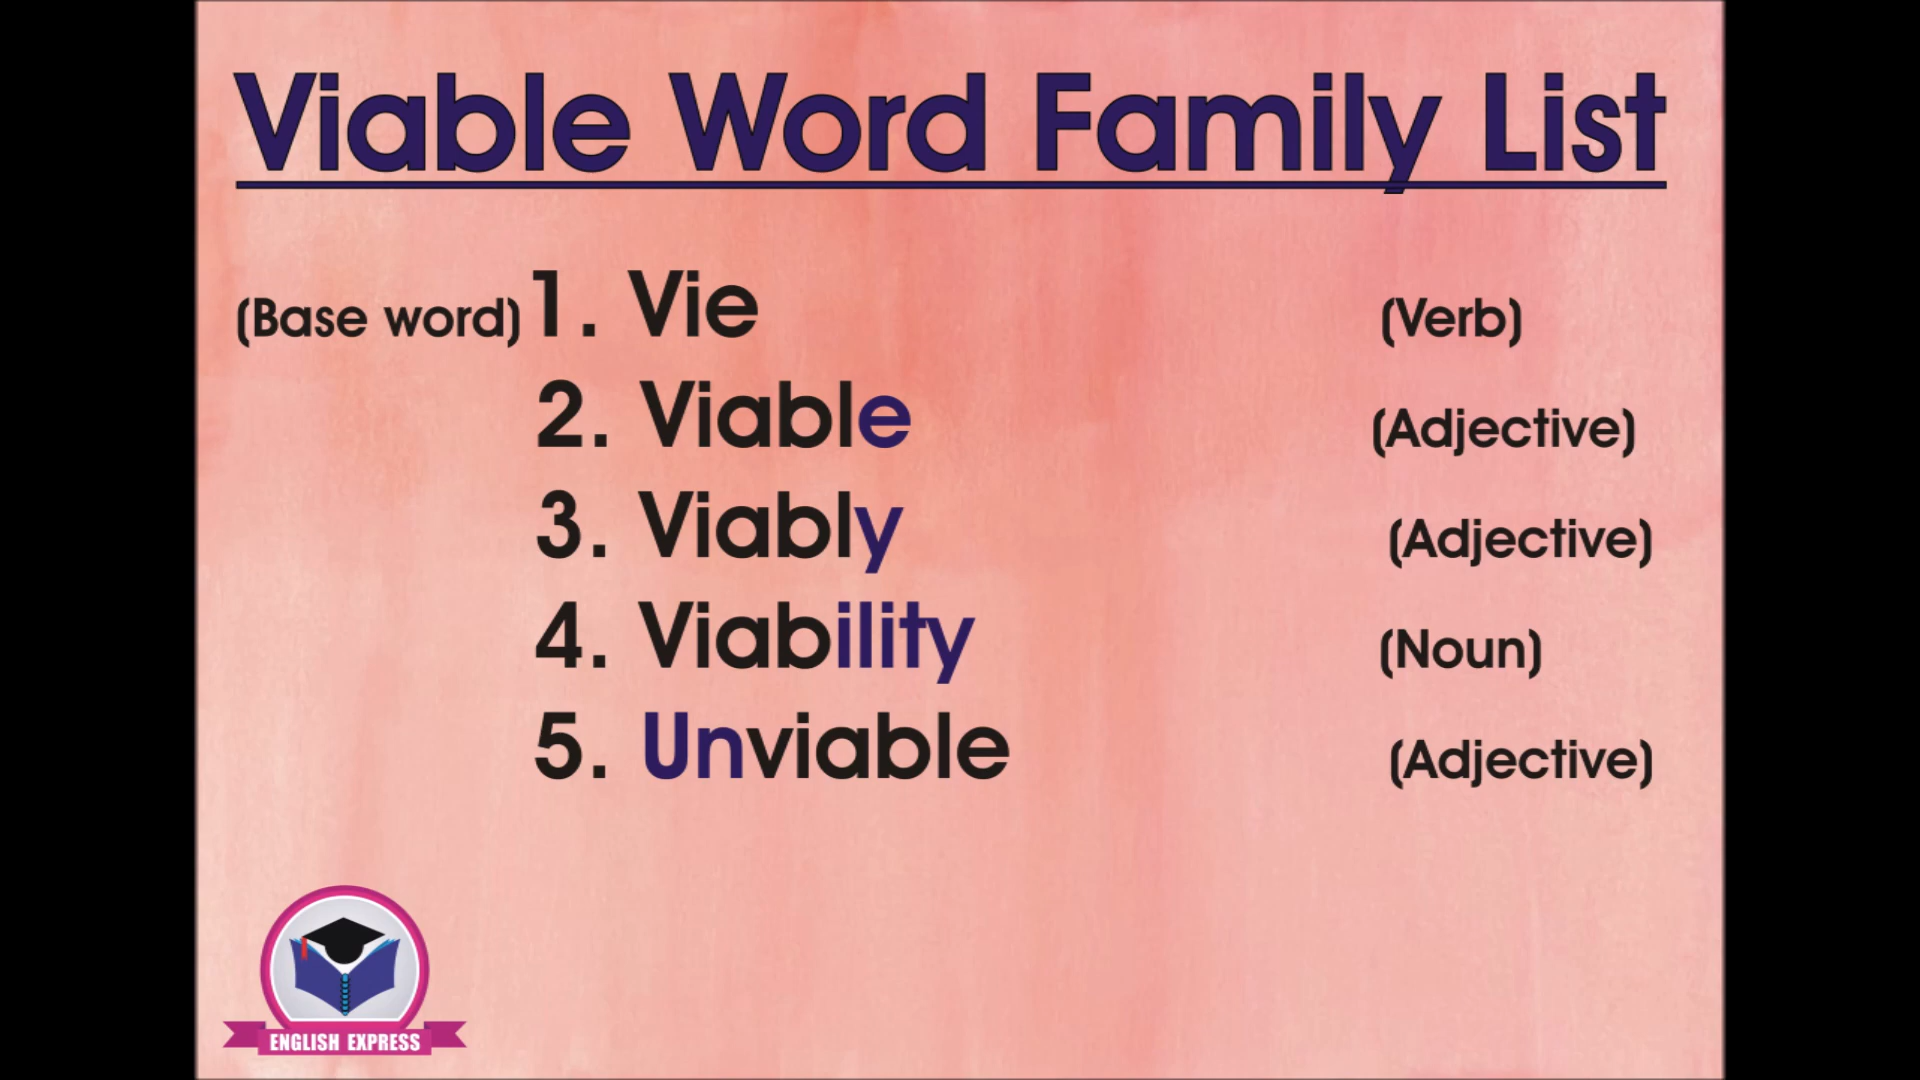 Viable Word Family List
(Base word) 1. Vie (Verb)
2. Viable (Adjective)
3. Viably (Adjective)
4. Viability (Noun)
5. Unviable (Adjective)
ENGLISH EXPRESS